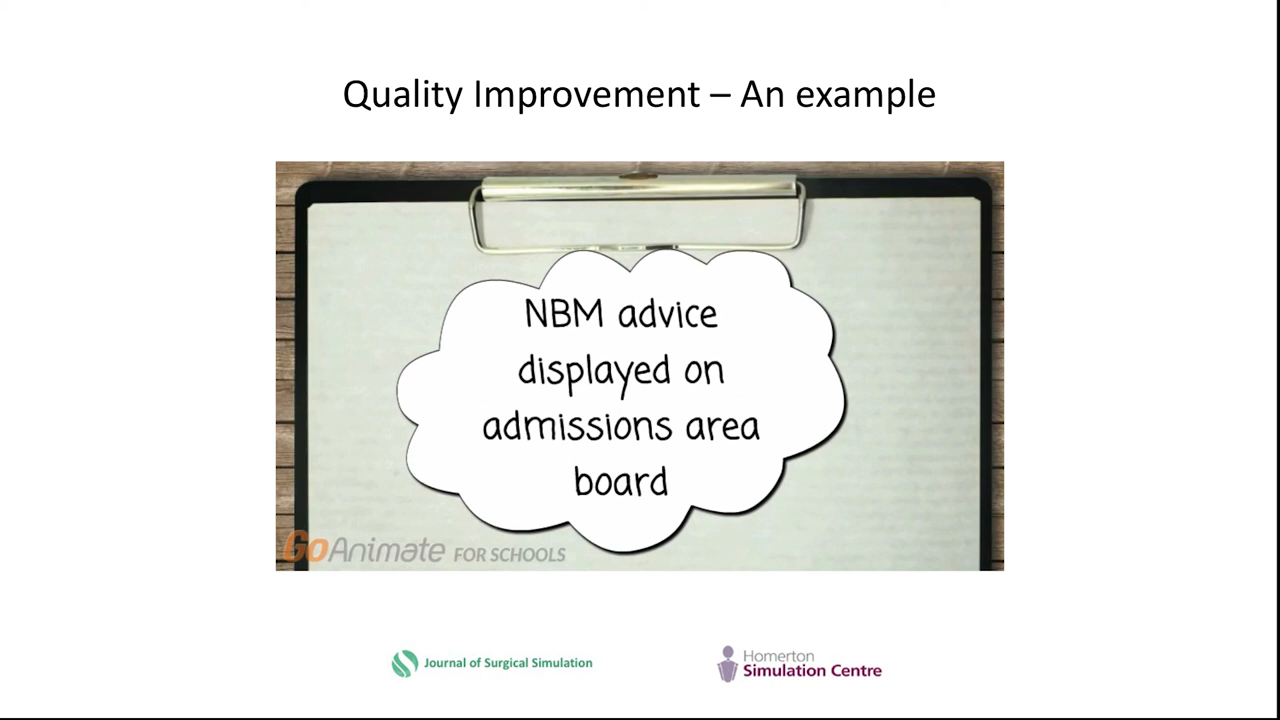 Quality Improvement – An example
NBM advice
displayed on
admissions area
board
GoAnimate FOR SCHOOLS
Journal of Surgical Simulation
Homerton
Simulation Centre